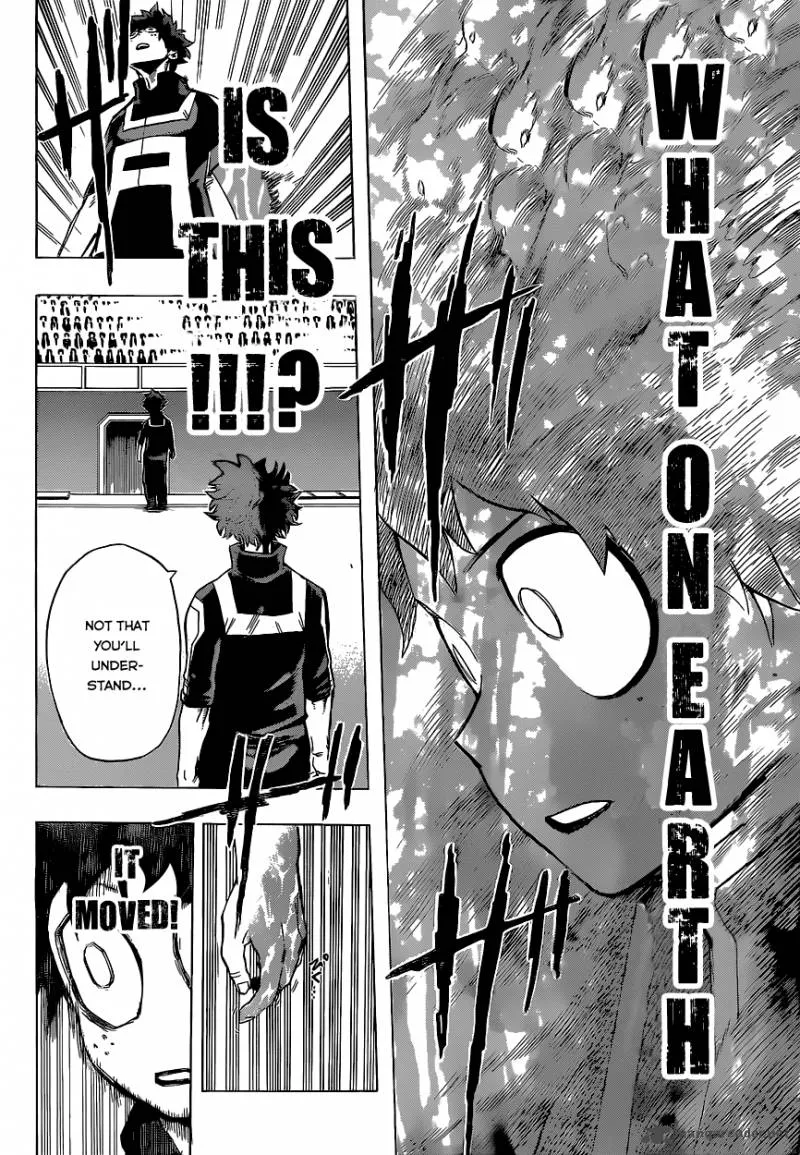 WHAT ON EARTH
IS
THIS
!!!?
NOT THAT
YOU'LL
UNDER-
STAND...
IT
MOVED!